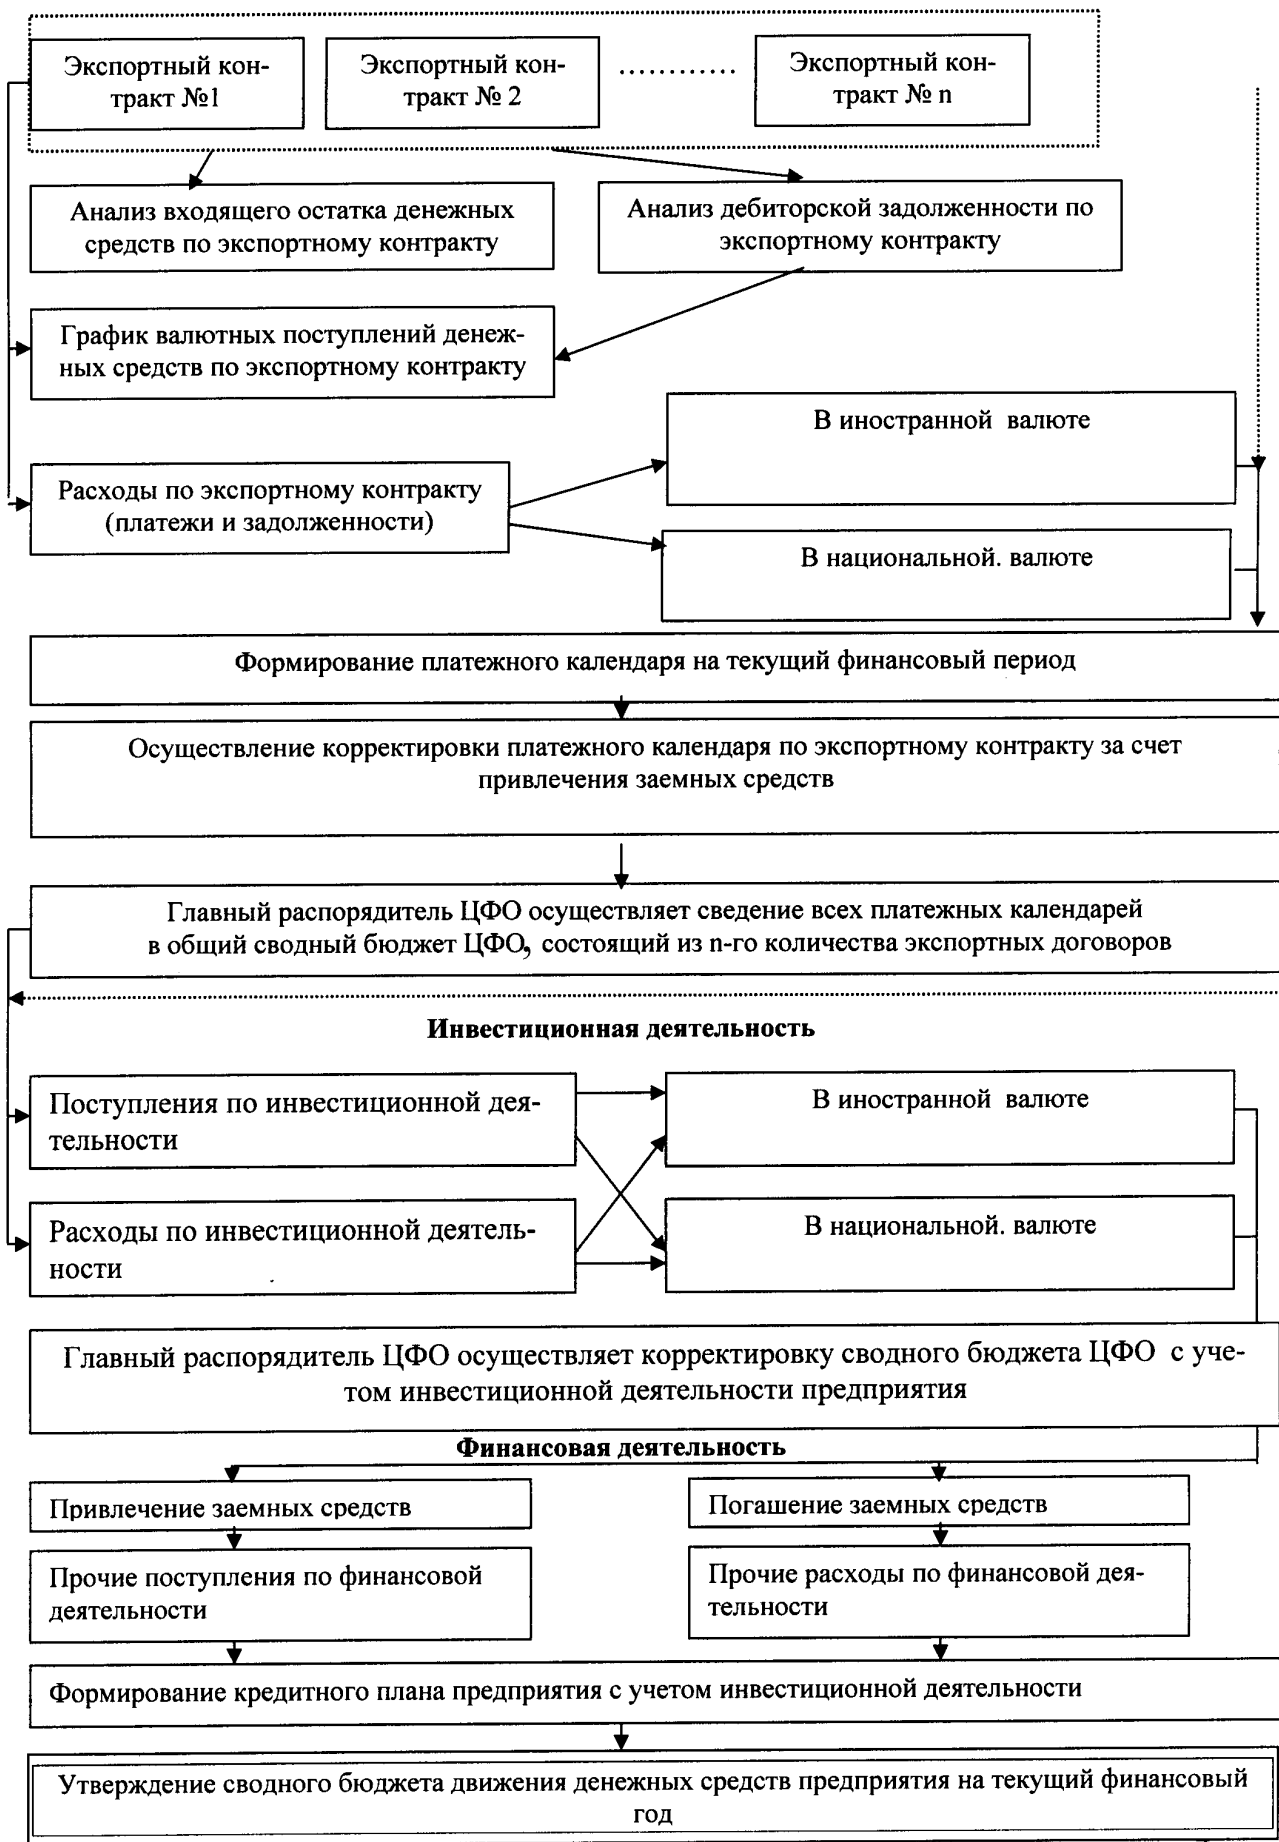 Экспортный кон-
тракт №1
Экспортный кон-
тракт № 2
.............
Экспортный кон-
тракт № n
Анализ входящего остатка денежных
средств по экспортному контракту
Анализ дебиторской задолженности по
экспортному контракту
График валютных поступлений денеж-
ных средств по экспортному контракту
В иностранной валюте
Расходы по экспортному контракту
(платежи и задолженности)
В национальной. валюте
Формирование платежного календаря на текущий финансовый период
Осуществление корректировки платежного календаря по экспортному контракту за счет
привлечения заемных средств
Главный распорядитель ЦФО осуществляет сведение всех платежных календарей
в общий сводный бюджет ЦФО, состоящий из n-го количества экспортных договоров
Инвестиционная деятельность
Поступления по инвестиционной дея-
тельности
В иностранной валюте
Расходы по инвестиционной деятель-
ности
В национальной. валюте
Главный распорядитель ЦФО осуществляет корректировку сводного бюджета ЦФО с уче-
том инвестиционной деятельности предприятия
Финансовая деятельность
Привлечение заемных средств
Погашение заемных средств
Прочие поступления по финансовой
деятельности
Прочие расходы по финансовой дея-
тельности
Формирование кредитного плана предприятия с учетом инвестиционной деятельности
Утверждение сводного бюджета движения денежных средств предприятия на текущий финансовый
год